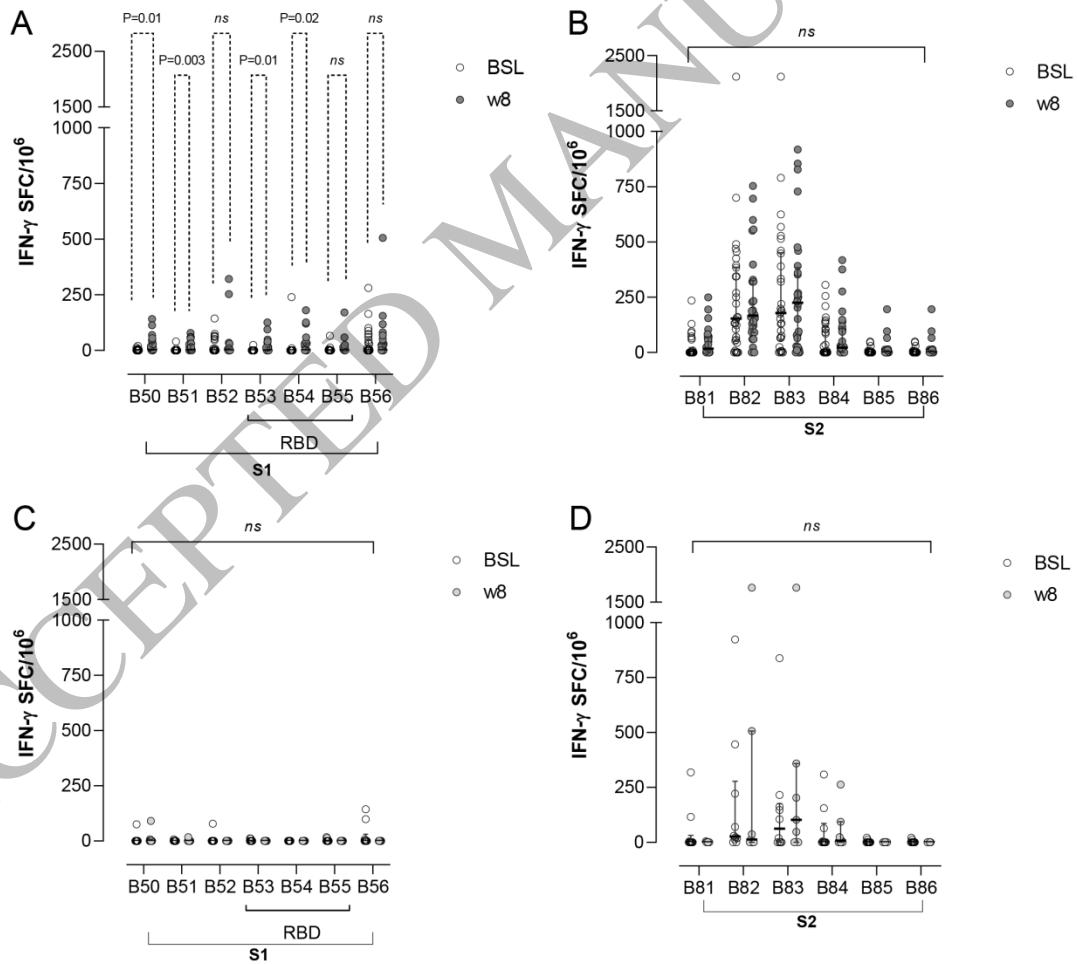 A
P=0.01
ns
P=0.02
ns
P=0.003
P=0.01
ns
BSL
w8
2500
1500
1000
750
500
250
0
IFN-γ SFC/10⁶
B50 B51 B52 B53 B54 B55 B56
RBD
S1
B
ns
BSL
w8
2500
1500
1000
750
500
250
0
IFN-γ SFC/10⁶
B81 B82 B83 B84 B85 B86
S2
C
ns
BSL
w8
2500
1500
1000
750
500
250
0
IFN-γ SFC/10⁶
B50 B51 B52 B53 B54 B55 B56
RBD
S1
D
ns
BSL
w8
2500
1500
1000
750
500
250
0
IFN-γ SFC/10⁶
B81 B82 B83 B84 B85 B86
S2
CCEPTED MANU